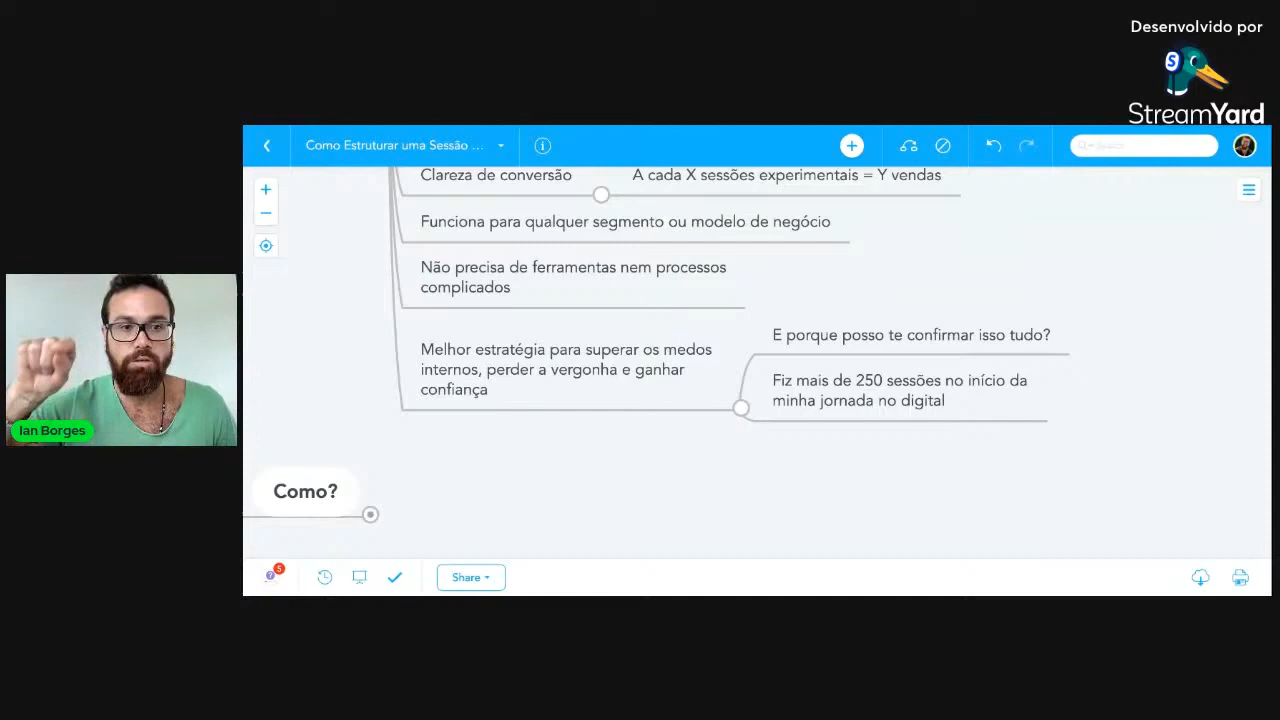 Desenvolvido por
StreamYard
Como Estruturar uma Sessão ...
Clareza de conversão
A cada X sessões experimentais = Y vendas
Funciona para qualquer segmento ou modelo de negócio
Não precisa de ferramentas nem processos
complicados
E porque posso te confirmar isso tudo?
Melhor estratégia para superar os medos
internos, perder a vergonha e ganhar
confiança
Fiz mais de 250 sessões no início da
minha jornada no digital
Ian Borges
Como?
5
Share